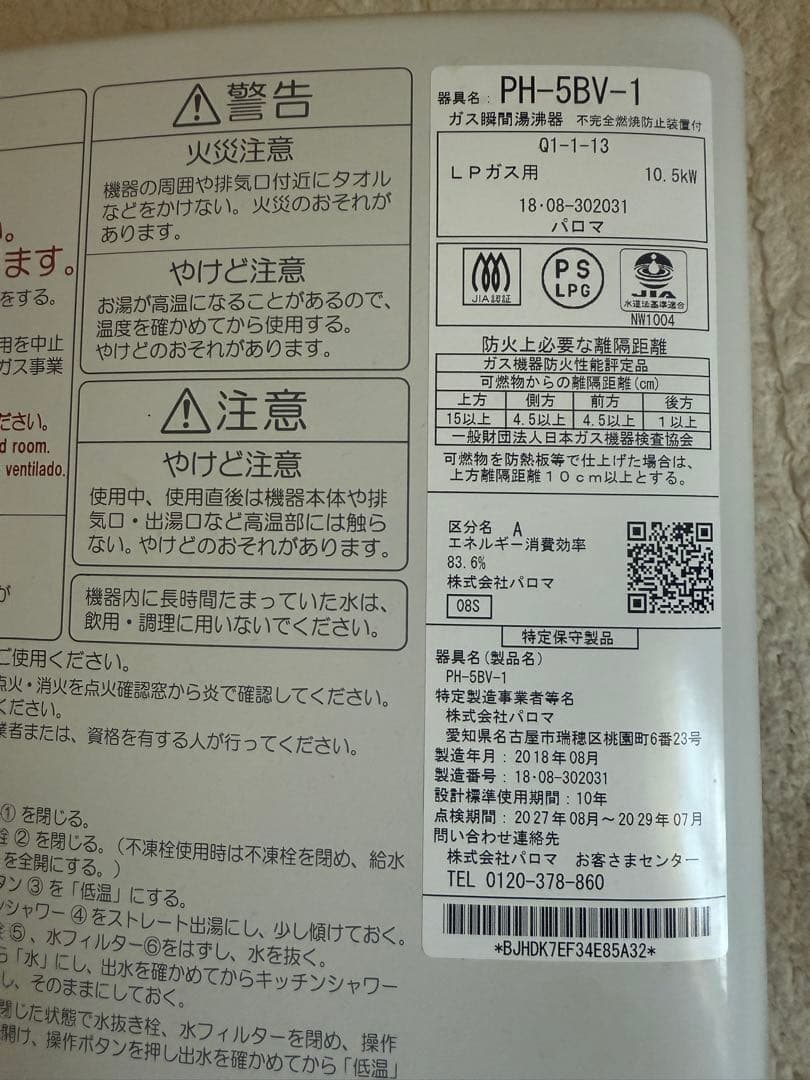 い。
ます。
をする。
用を中止
ガス事業
ださい。
d room.
ventilado.
が
警告
火災注意
機器の周囲や排気口付近にタオル
などをかけない。火災のおそれが
あります。
やけど注意
お湯が高温になることがあるので、
温度を確かめてから使用する。
やけどのおそれがあります。
注意
やけど注意
使用中、使用直後は機器本体や排
気口・出湯口など高温部には触ら
ない。やけどのおそれがあります。
機器内に長時間たまっていた水は、
飲用・調理に用いないでください。
ご使用ください。
点火・消火を点火確認窓から炎で確認してください。
ください。
業者または、資格を有する人が行ってください。
① を閉じる。
栓 ② を閉じる。（不凍栓使用時は不凍栓を閉め、給水
を全開にする。）
タン ③ を「低温」にする。
ンシャワー ④ をストレート出湯にし、少し傾けておく。
栓 ⑤、水フィルター⑥をはずし、水を抜く。
ら「水」にし、出水を確かめてからキッチンシャワー
し、そのままにしておく。
閉じた状態で水抜き栓、水フィルターを閉め、操作
開け、操作ボタンを押し出水を確かめてから「低温」
器具名： PH-5BV-1
ガス瞬間湯沸器 不完全燃焼防止装置付
Q1-1-13
LPガス用 10.5kW
18・08-302031
パロマ
JIA認証
PS
LPG
JIA
水道法基準適合
NW1004
防火上必要な離隔距離
ガス機器防火性能評定品
可燃物からの離隔距離(cm)
上方 側方 前方 後方
15以上 4.5以上 4.5以上 1以上
一般財団法人日本ガス機器検査協会
可燃物を防熱板等で仕上げた場合は、
上方離隔距離10cm以上とする。
区分名 A
エネルギー消費効率
83.6%
株式会社パロマ
08S
特定保守製品
器具名(製品名)
PH-5BV-1
特定製造事業者等名
株式会社パロマ
愛知県名古屋市瑞穂区桃園町6番23号
製造年月：2018年08月
製造番号：18・08-302031
設計標準使用期間：10年
点検期間：2027年08月～2029年07月
問い合わせ連絡先
株式会社パロマ お客さまセンター
TEL 0120-378-860
*BJHDK7EF34E85A32*